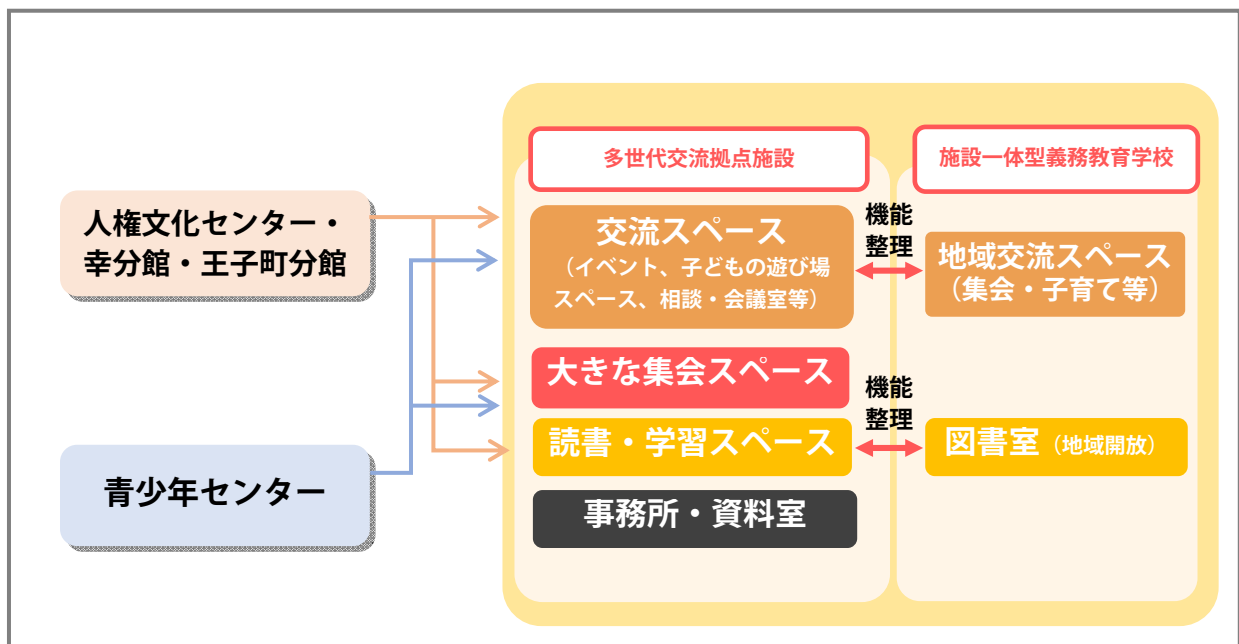 人権文化センター・
幸分館・王子町分館
青少年センター
多世代交流拠点施設
交流スペース
（イベント、子どもの遊び場
スペース、相談・会議室等）
大きな集会スペース
読書・学習スペース
事務所・資料室
機能
整理
機能
整理
施設一体型義務教育学校
地域交流スペース
（集会・子育て等）
図書室（地域開放）